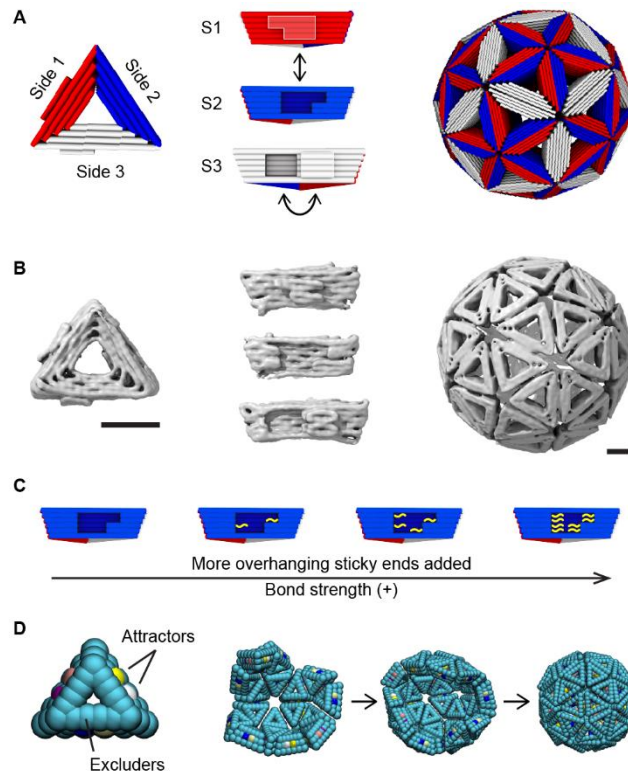 A
Side 1
Side 2
Side 3
S1
S2
S3
B
C
More overhanging sticky ends added
Bond strength (+)
D
Attractors
Excluders